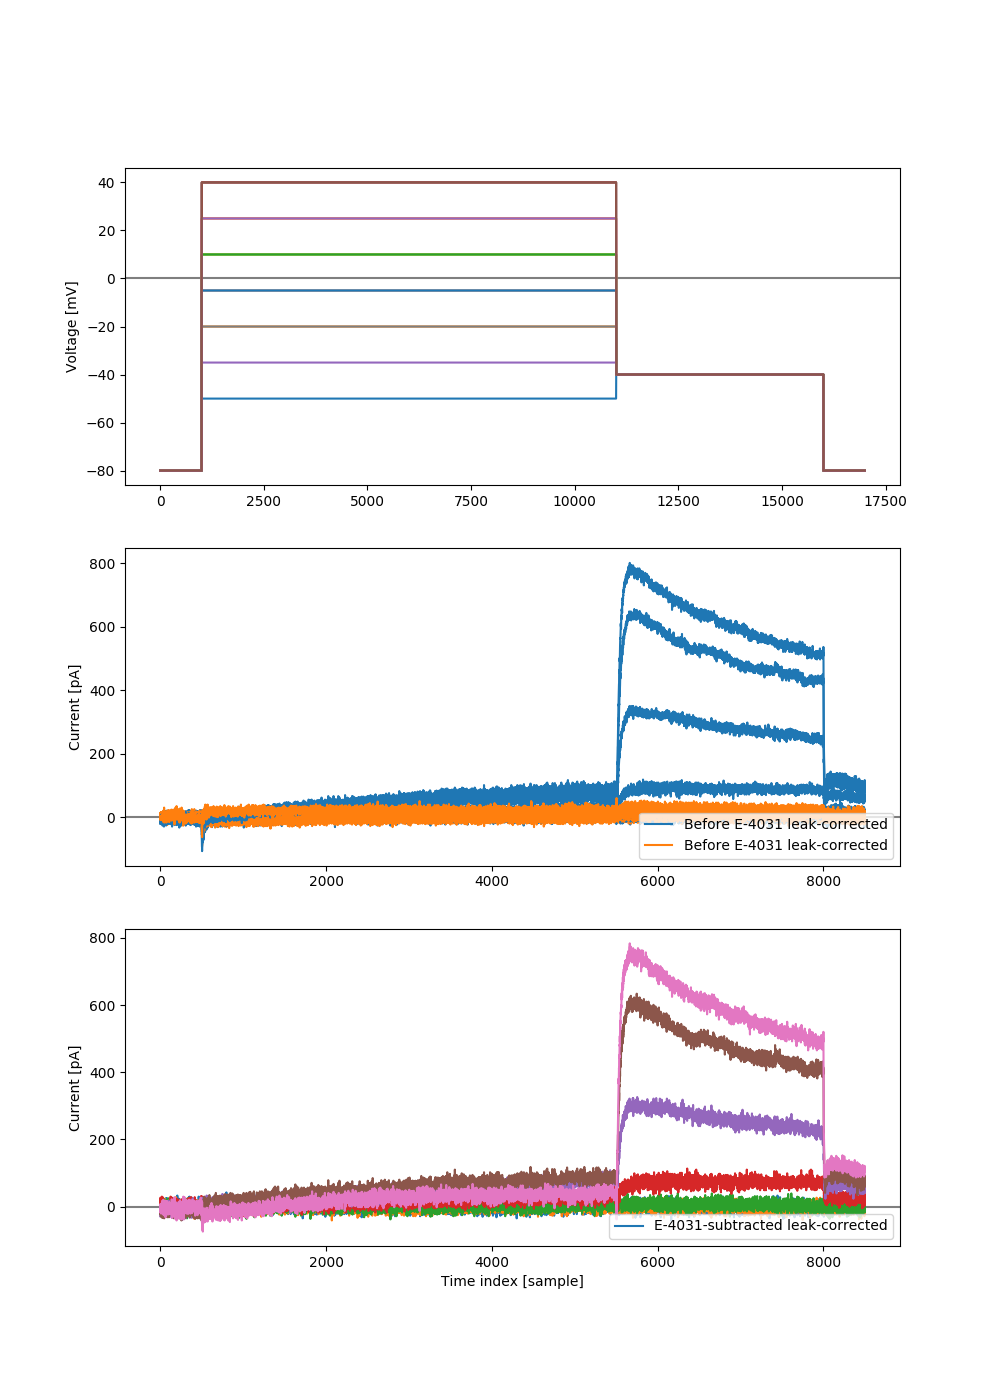 40
20
0
−20
−40
−60
−80
Voltage [mV]
0 2500 5000 7500 10000 12500 15000 17500
800
600
400
200
0
Current [pA]
Before E-4031 leak-corrected
Before E-4031 leak-corrected
0 2000 4000 6000 8000
800
600
400
200
0
Current [pA]
E-4031-subtracted leak-corrected
0 2000 4000 6000 8000
Time index [sample]